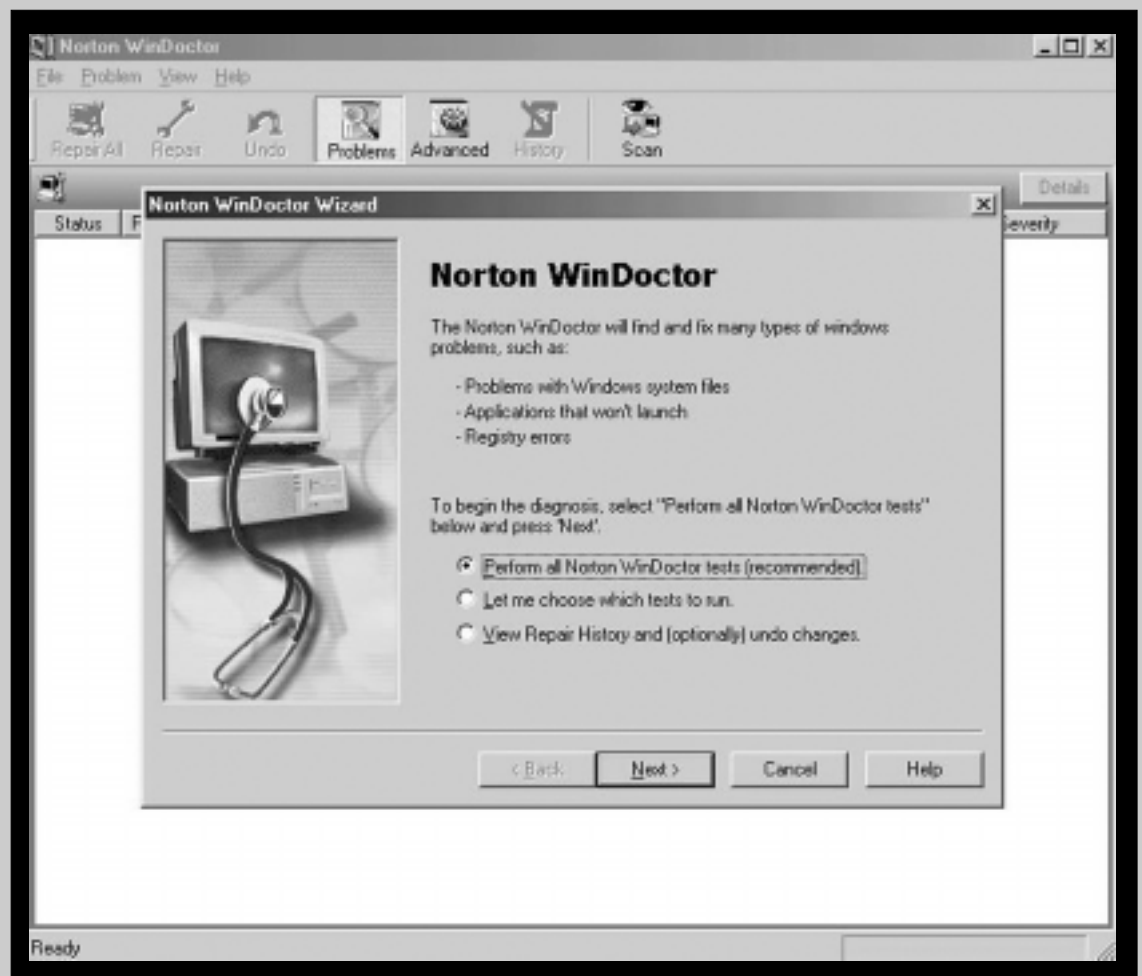 Norton WinDoctor
File Problem View Help
Repair All Repair Undo Problems Advanced History Scan
Details
Status
Severity
Norton WinDoctor Wizard
Norton WinDoctor
The Norton WinDoctor will find and fix many types of windows
problems, such as:
- Problems with Windows system files
- Applications that won't launch
- Registry errors
To begin the diagnosis, select "Perform all Norton WinDoctor tests"
below and press 'Next'.
Perform all Norton WinDoctor tests (recommended).
Let me choose which tests to run.
View Repair History and (optionally) undo changes.
< Back Next > Cancel Help
Ready